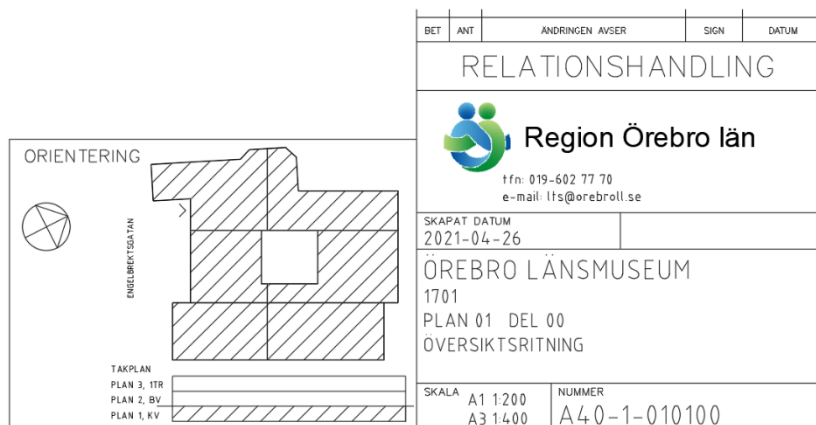 BET ANT ÄNDRINGEN AVSER SIGN DATUM
RELATIONSHANDLING
Region Örebro län
tfn: 019-602 77 70
e-mail: lts@orebroll.se
SKAPAT DATUM
2021-04-26
ÖREBRO LÄNSMUSEUM
1701
PLAN 01 DEL 00
ÖVERSIKTSRITNING
SKALA
A1 1:200
A3 1:400
NUMMER
A40-1-010100
ORIENTERING
ENGELBREKTSGATAN
TAKPLAN
PLAN 3, 1TR
PLAN 2, BV
PLAN 1, KV